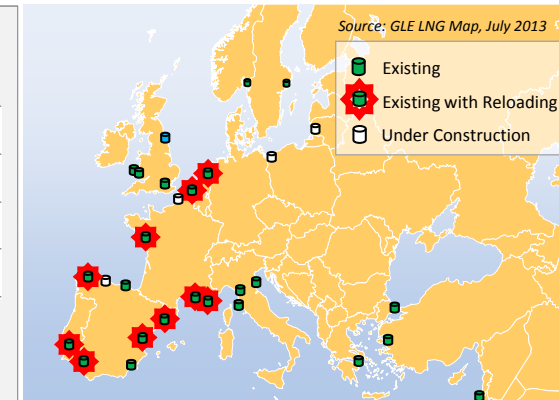 Source: GLE LNG Map, July 2013
Existing
Existing with Reloading
Under Construction